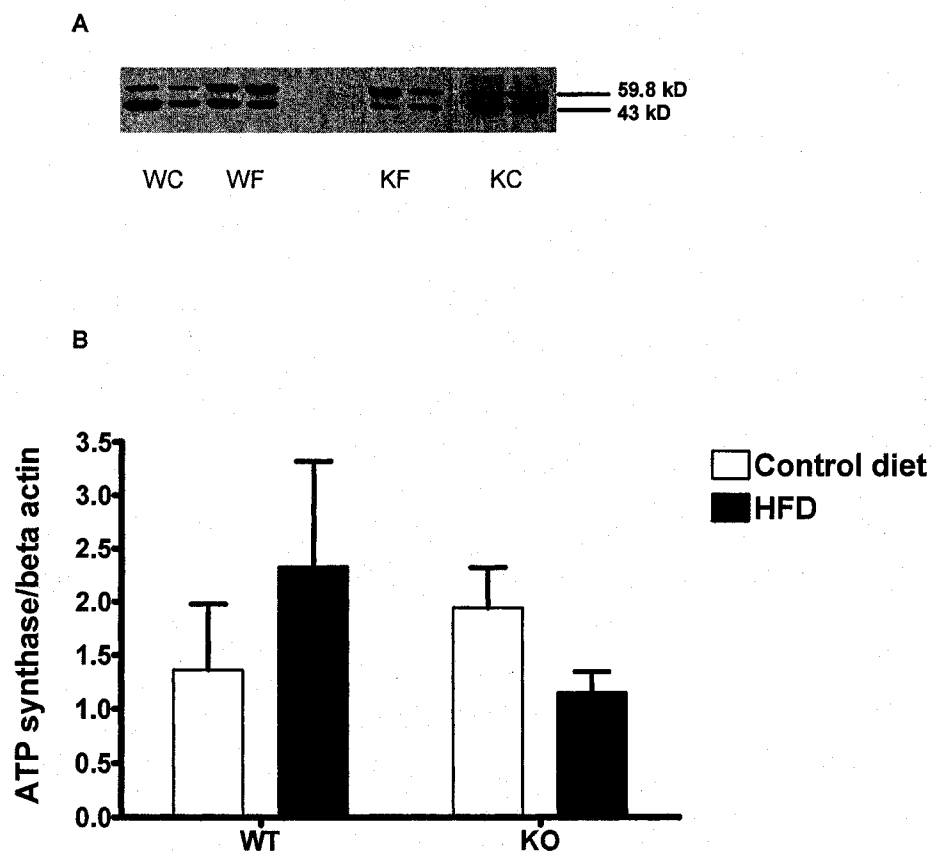 A
59.8 kD
43 kD
WC WF KF KC
B
ATP synthase/beta actin
3.5
3.0
2.5
2.0
1.5
1.0
0.5
0.0
WT KO
Control diet
HFD